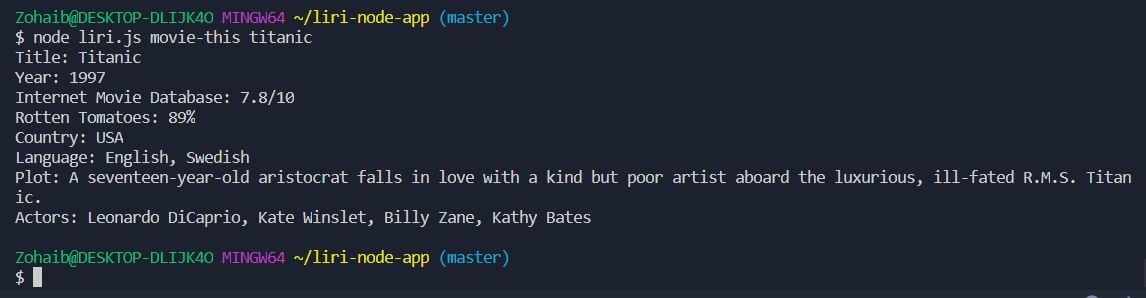 Zohaib@DESKTOP-DLIJK4O MINGW64 ~/liri-node-app (master)
$ node liri.js movie-this titanic
Title: Titanic
Year: 1997
Internet Movie Database: 7.8/10
Rotten Tomatoes: 89%
Country: USA
Language: English, Swedish
Plot: A seventeen-year-old aristocrat falls in love with a kind but poor artist aboard the luxurious, ill-fated R.M.S. Titan
ic.
Actors: Leonardo DiCaprio, Kate Winslet, Billy Zane, Kathy Bates
Zohaib@DESKTOP-DLIJK4O MINGW64 ~/liri-node-app (master)
$